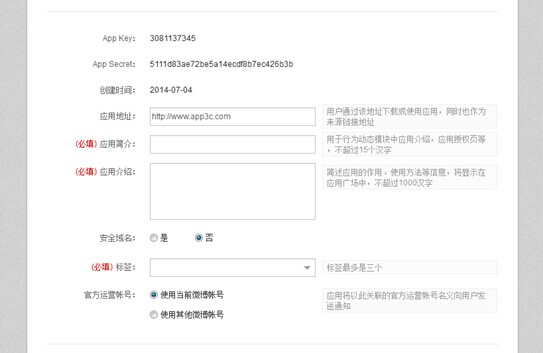 App Key: 3081137345
App Secret: 5111d83ae72be5a14ecdf8b7ec426b3b
创建时间: 2014-07-04
应用地址: http://www.app3c.com 用户通过该地址下载或使用应用,同时也作为
来源链接地址
(必填) 应用简介: 用于行为动态模块中应用介绍,应用授权页等
,不超过15个汉字
(必填) 应用介绍: 简述应用的作用、使用方法等信息,将显示在
应用广场中,不超过1000汉字
安全域名: 是 否
(必填) 标签: 标签最多是三个
官方运营帐号: 使用当前微博帐号 应用将以此关联的官方运营帐号名义向用户发
送通知
使用其他微博帐号